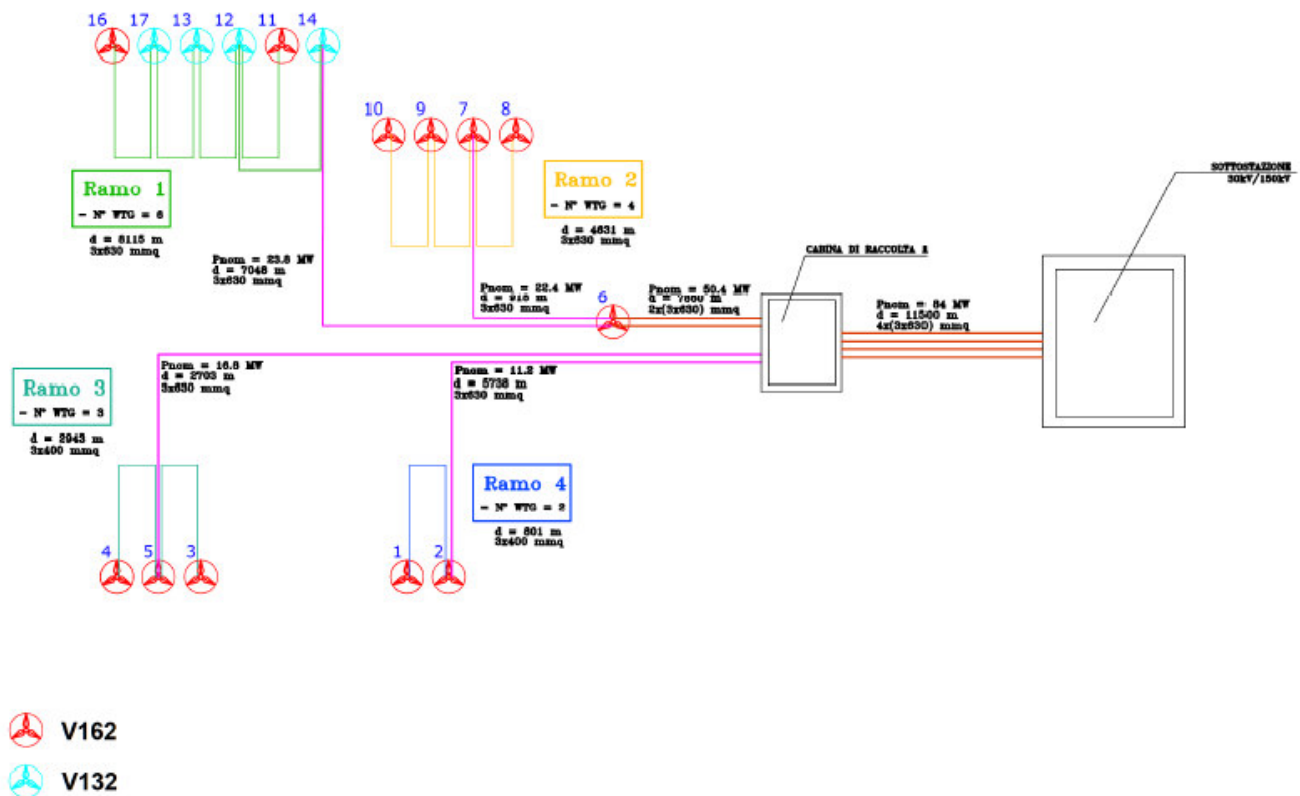 16 17 13 12 11 14
10 9 7 8
Ramo 1
- N° WTG = 6
d = 8115 m
3x630 mmq
Ramo 2
- N° WTG = 4
d = 4631 m
3x630 mmq
SOTTOSTAZIONE
30kV/150kV
Pnom = 23.8 MW
d = 7048 m
3x630 mmq
Pnom = 22.4 MW
d = 915 m
3x630 mmq
6
Pnom = 50.4 MW
d = 7660 m
2x(3x630) mmq
CABINA DI RACCOLTA
Pnom = 84 MW
d = 11500 m
4x(3x630) mmq
Pnom = 16.8 MW
d = 2703 m
3x630 mmq
Pnom = 11.2 MW
d = 5738 m
3x630 mmq
Ramo 3
- N° WTG = 3
d = 2943 m
3x400 mmq
Ramo 4
- N° WTG = 2
d = 801 m
3x400 mmq
4 5 3
1 2
V162
V132